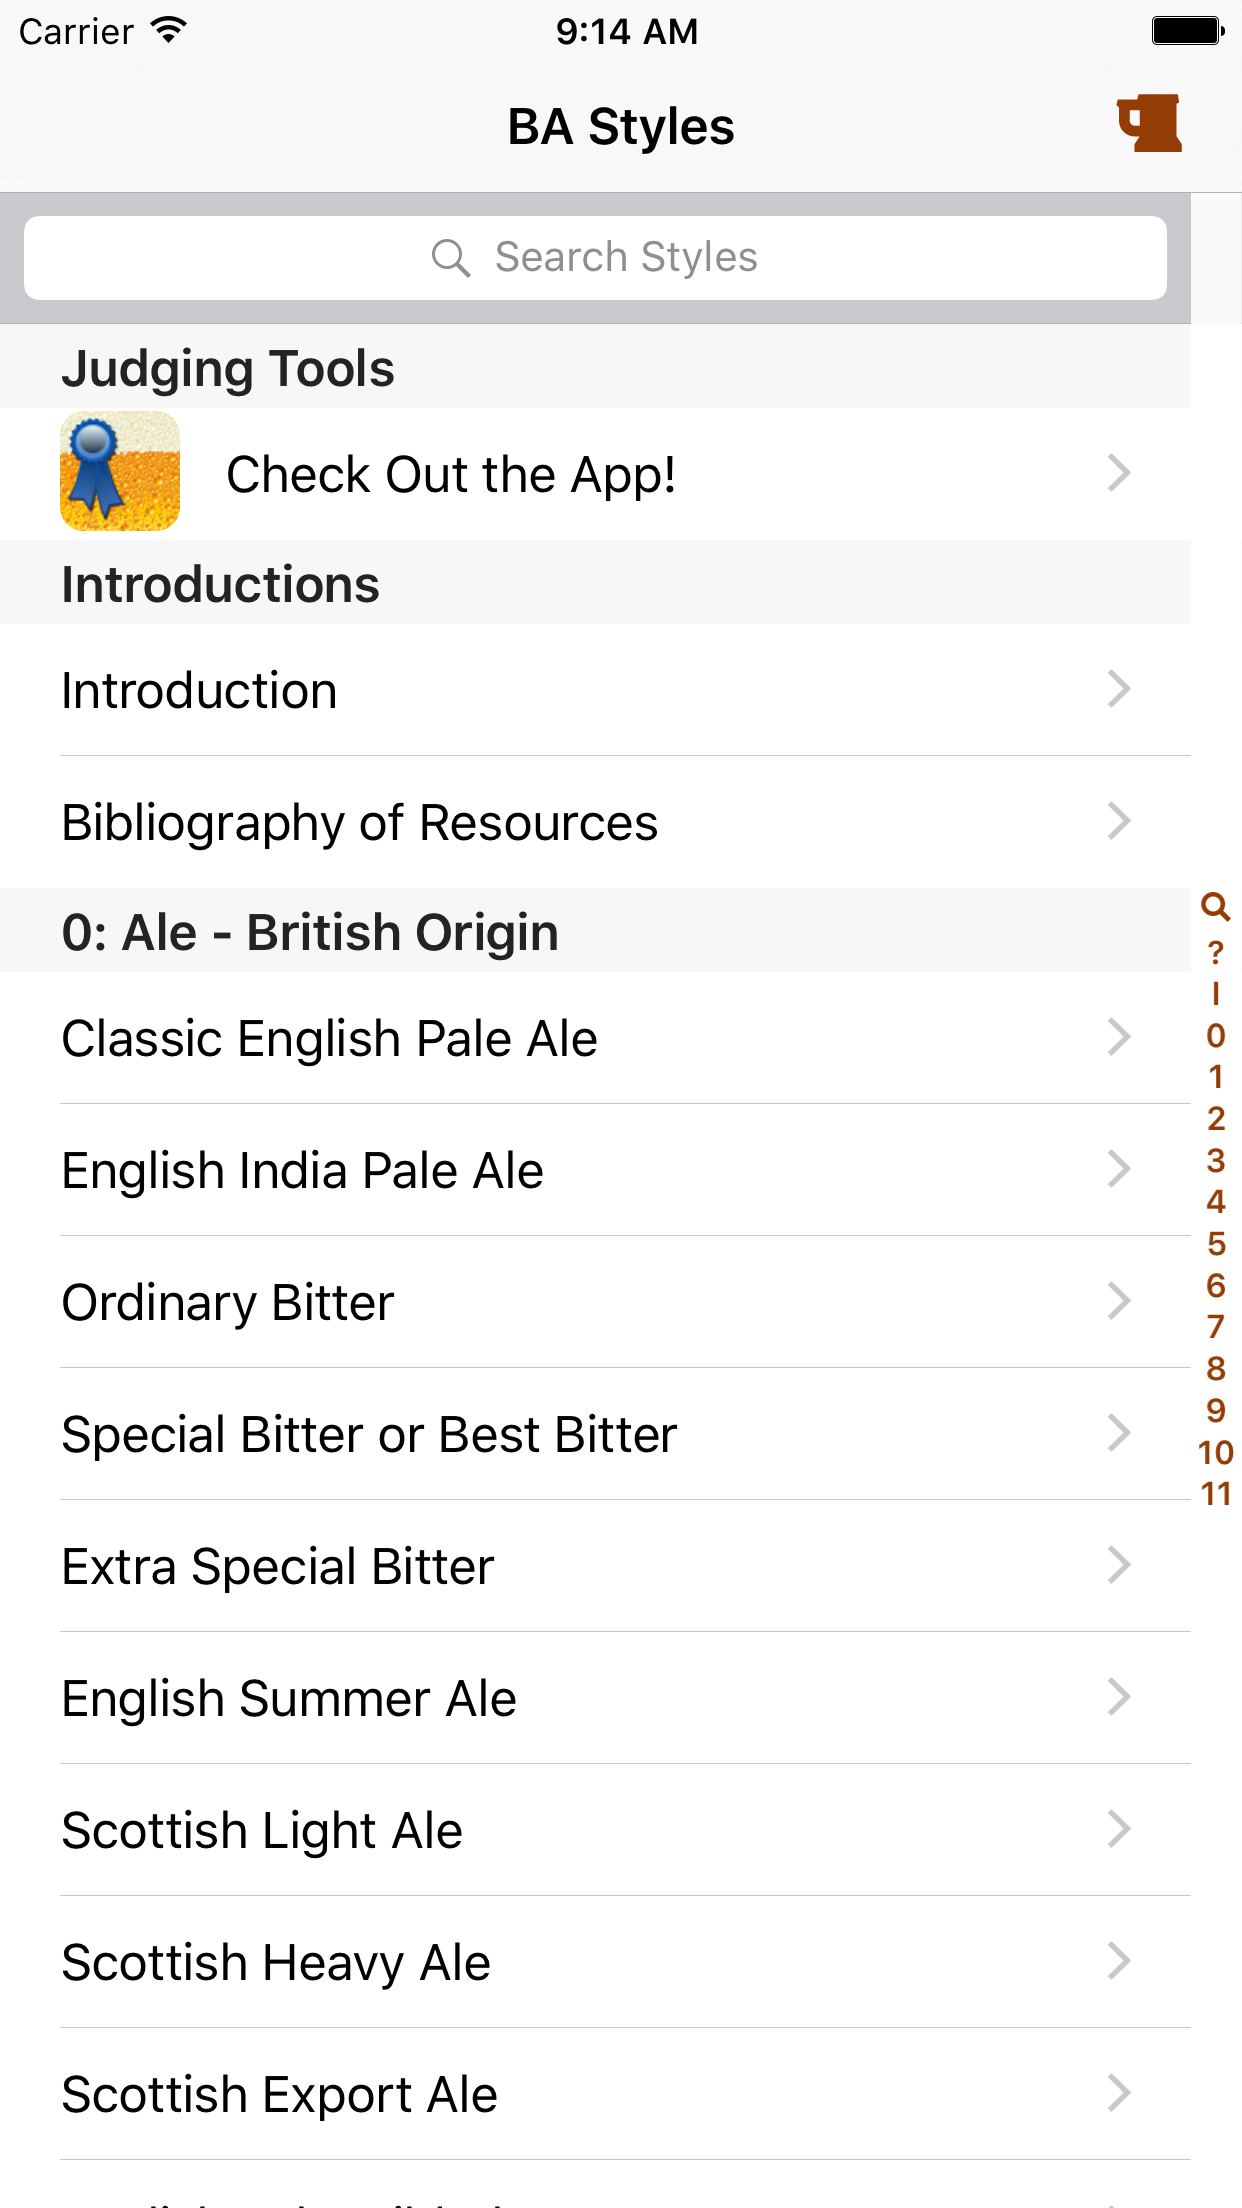 Carrier 9:14 AM
BA Styles
Search Styles
Judging Tools
Check Out the App!
Introductions
Introduction
Bibliography of Resources
0: Ale - British Origin
Classic English Pale Ale
English India Pale Ale
Ordinary Bitter
Special Bitter or Best Bitter
Extra Special Bitter
English Summer Ale
Scottish Light Ale
Scottish Heavy Ale
Scottish Export Ale
?
I
0
1
2
3
4
5
6
7
8
9
10
11